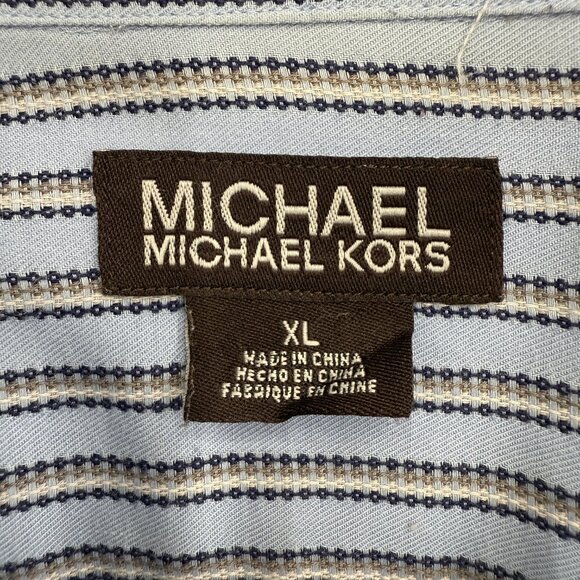 MICHAEL
MICHAEL KORS
XL
MADE IN CHINA
HECHO EN CHINA
FABRIQUE EN CHINE